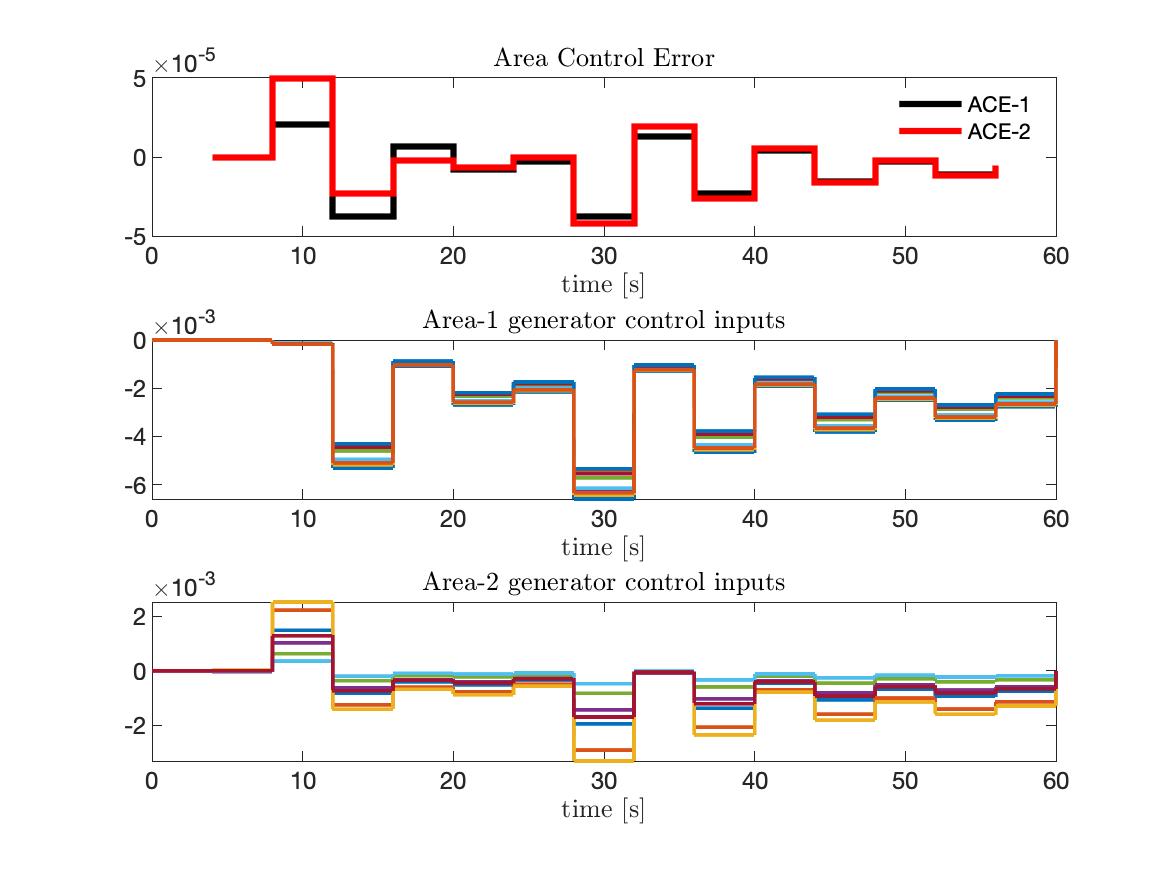 Area Control Error
×10-5
5
0
-5
ACE-1
ACE-2
0 10 20 30 40 50 60
time [s]
Area-1 generator control inputs
×10-3
0
-2
-4
-6
0 10 20 30 40 50 60
time [s]
Area-2 generator control inputs
×10-3
2
0
-2
0 10 20 30 40 50 60
time [s]